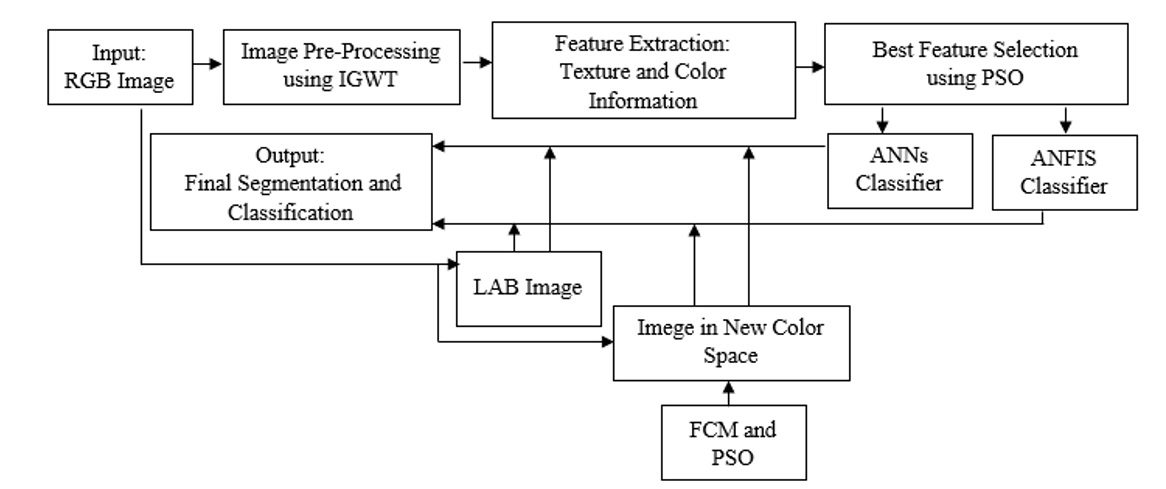 Input:
RGB Image
Image Pre-Processing
using IGWT
Feature Extraction:
Texture and Color
Information
Best Feature Selection
using PSO
Output:
Final Segmentation and
Classification
ANNs
Classifier
ANFIS
Classifier
LAB Image
Imege in New Color
Space
FCM and
PSO